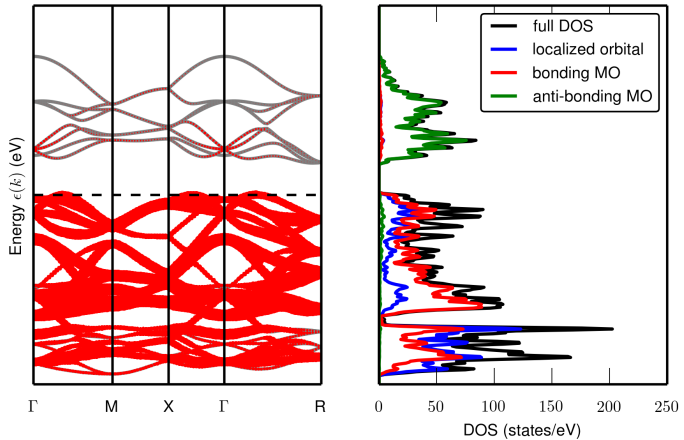 full DOS
localized orbital
bonding MO
anti-bonding MO
Energy ϵ(k) (eV)
Γ M X Γ R
0 50 100 150 200 250
DOS (states/eV)